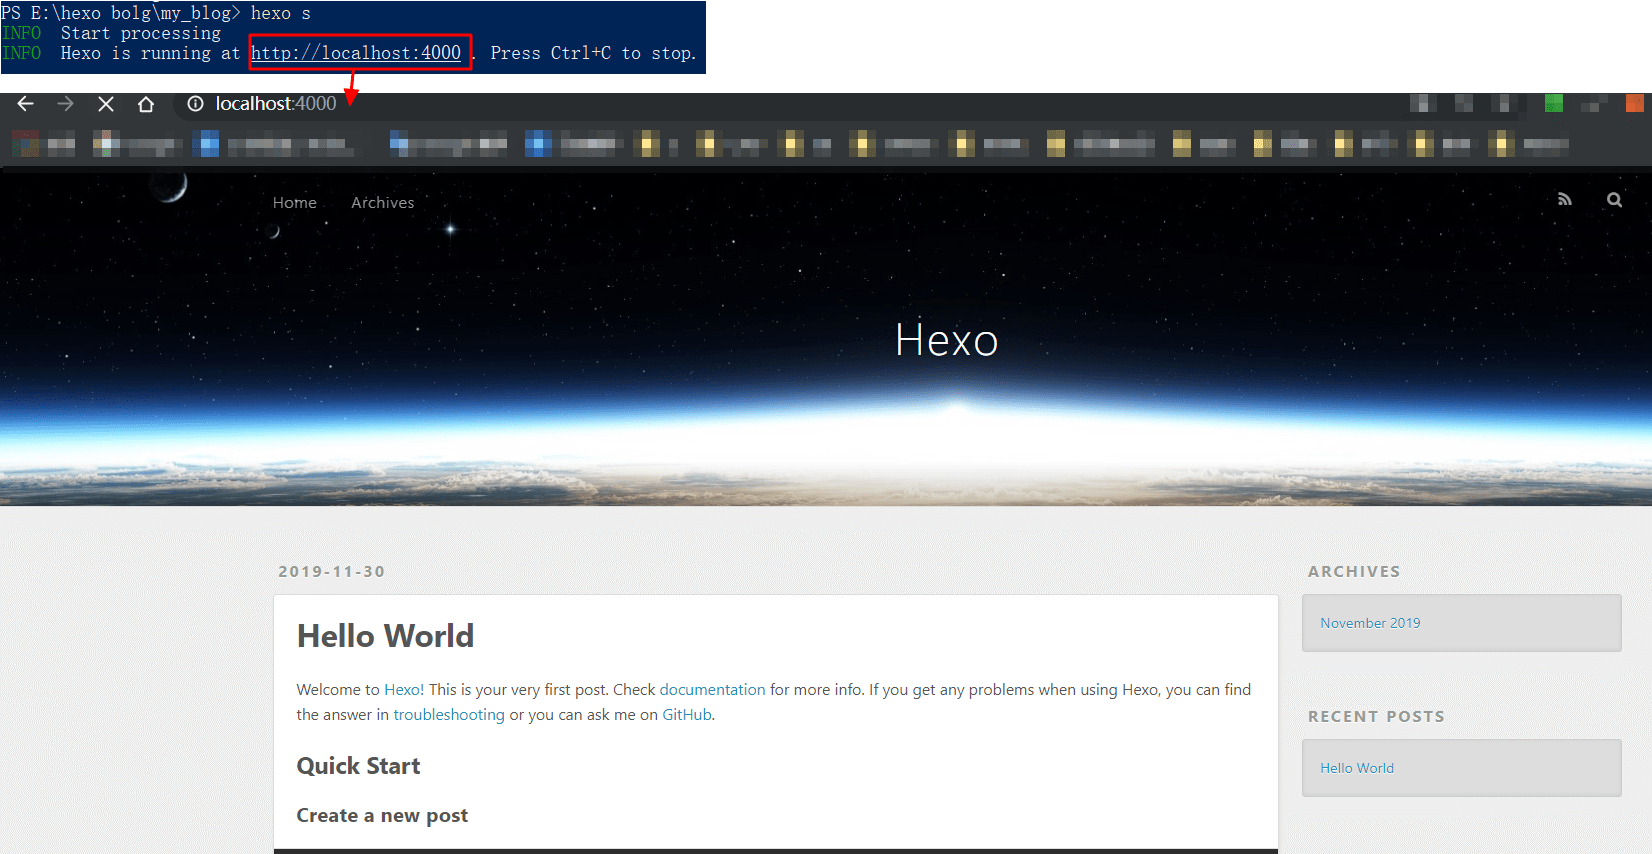 PS E:\hexo bolg\my_blog> hexo s
INFO  Start processing
INFO  Hexo is running at http://localhost:4000 . Press Ctrl+C to stop.
localhost:4000
Home Archives
Hexo
2019-11-30
Hello World
Welcome to Hexo! This is your very first post. Check documentation for more info. If you get any problems when using Hexo, you can find
the answer in troubleshooting or you can ask me on GitHub.
Quick Start
Create a new post
ARCHIVES
November 2019
RECENT POSTS
Hello World